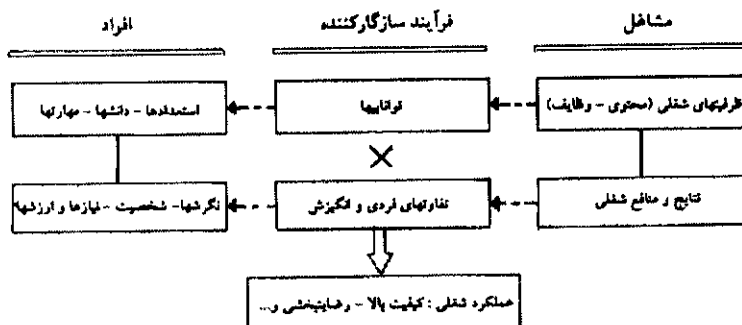 مشاغل
فرآیند سازگارکننده
افراد
ظرفیتهای شغلی (محتوی - وظایف)
تواناییها
استعدادها - دانشها - مهارتها
×
نتایج و منافع شغلی
تفاوتهای فردی و انگیزش
نگرشها - شخصیت - نیازها و ارزشها
عملکرد شغلی : کیفیت بالا - رضایتبخشی و...